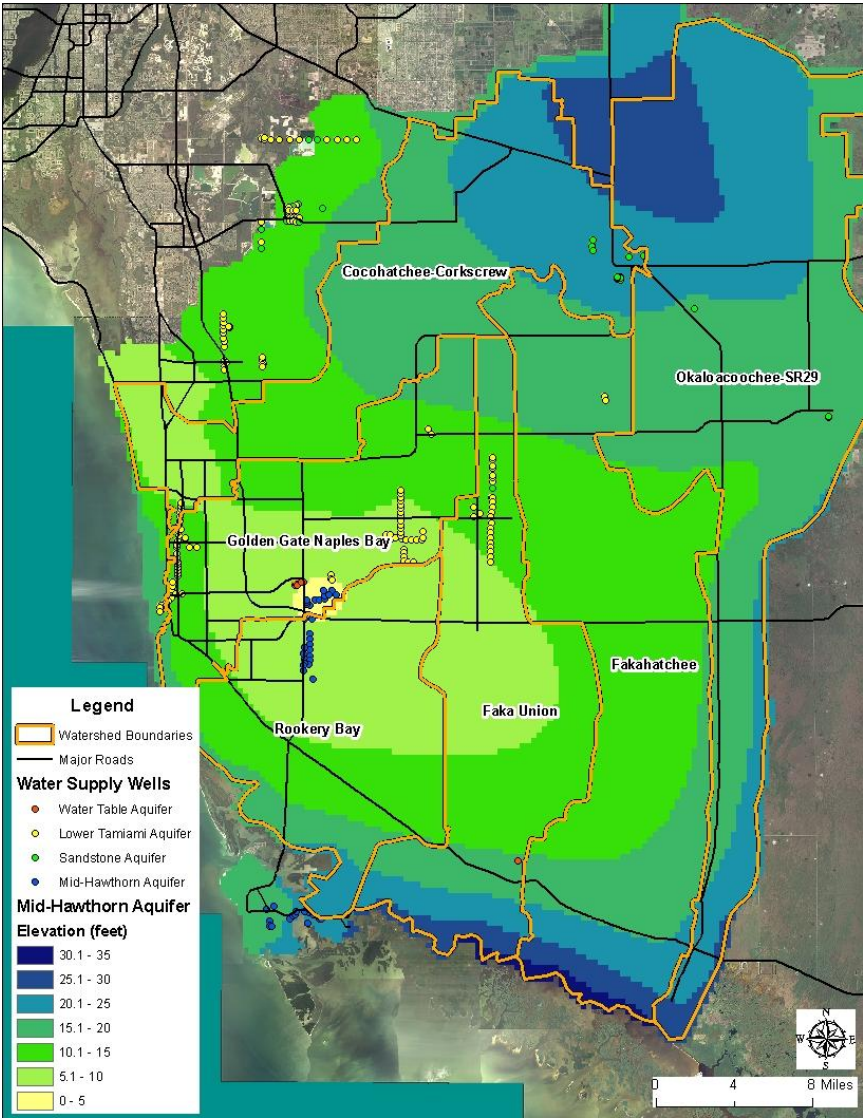 Cocohatchee-Corkscrew
Okaloacoochee-SR29
Golden Gate Naples Bay
Fakahatchee
Faka Union
Rookery Bay
Legend
Watershed Boundaries
Major Roads
Water Supply Wells
Water Table Aquifer
Lower Tamiami Aquifer
Sandstone Aquifer
Mid-Hawthorn Aquifer
Mid-Hawthorn Aquifer
Elevation (feet)
30.1 - 35
25.1 - 30
20.1 - 25
15.1 - 20
10.1 - 15
5.1 - 10
0 - 5
N
W E
S
0 4 8 Miles